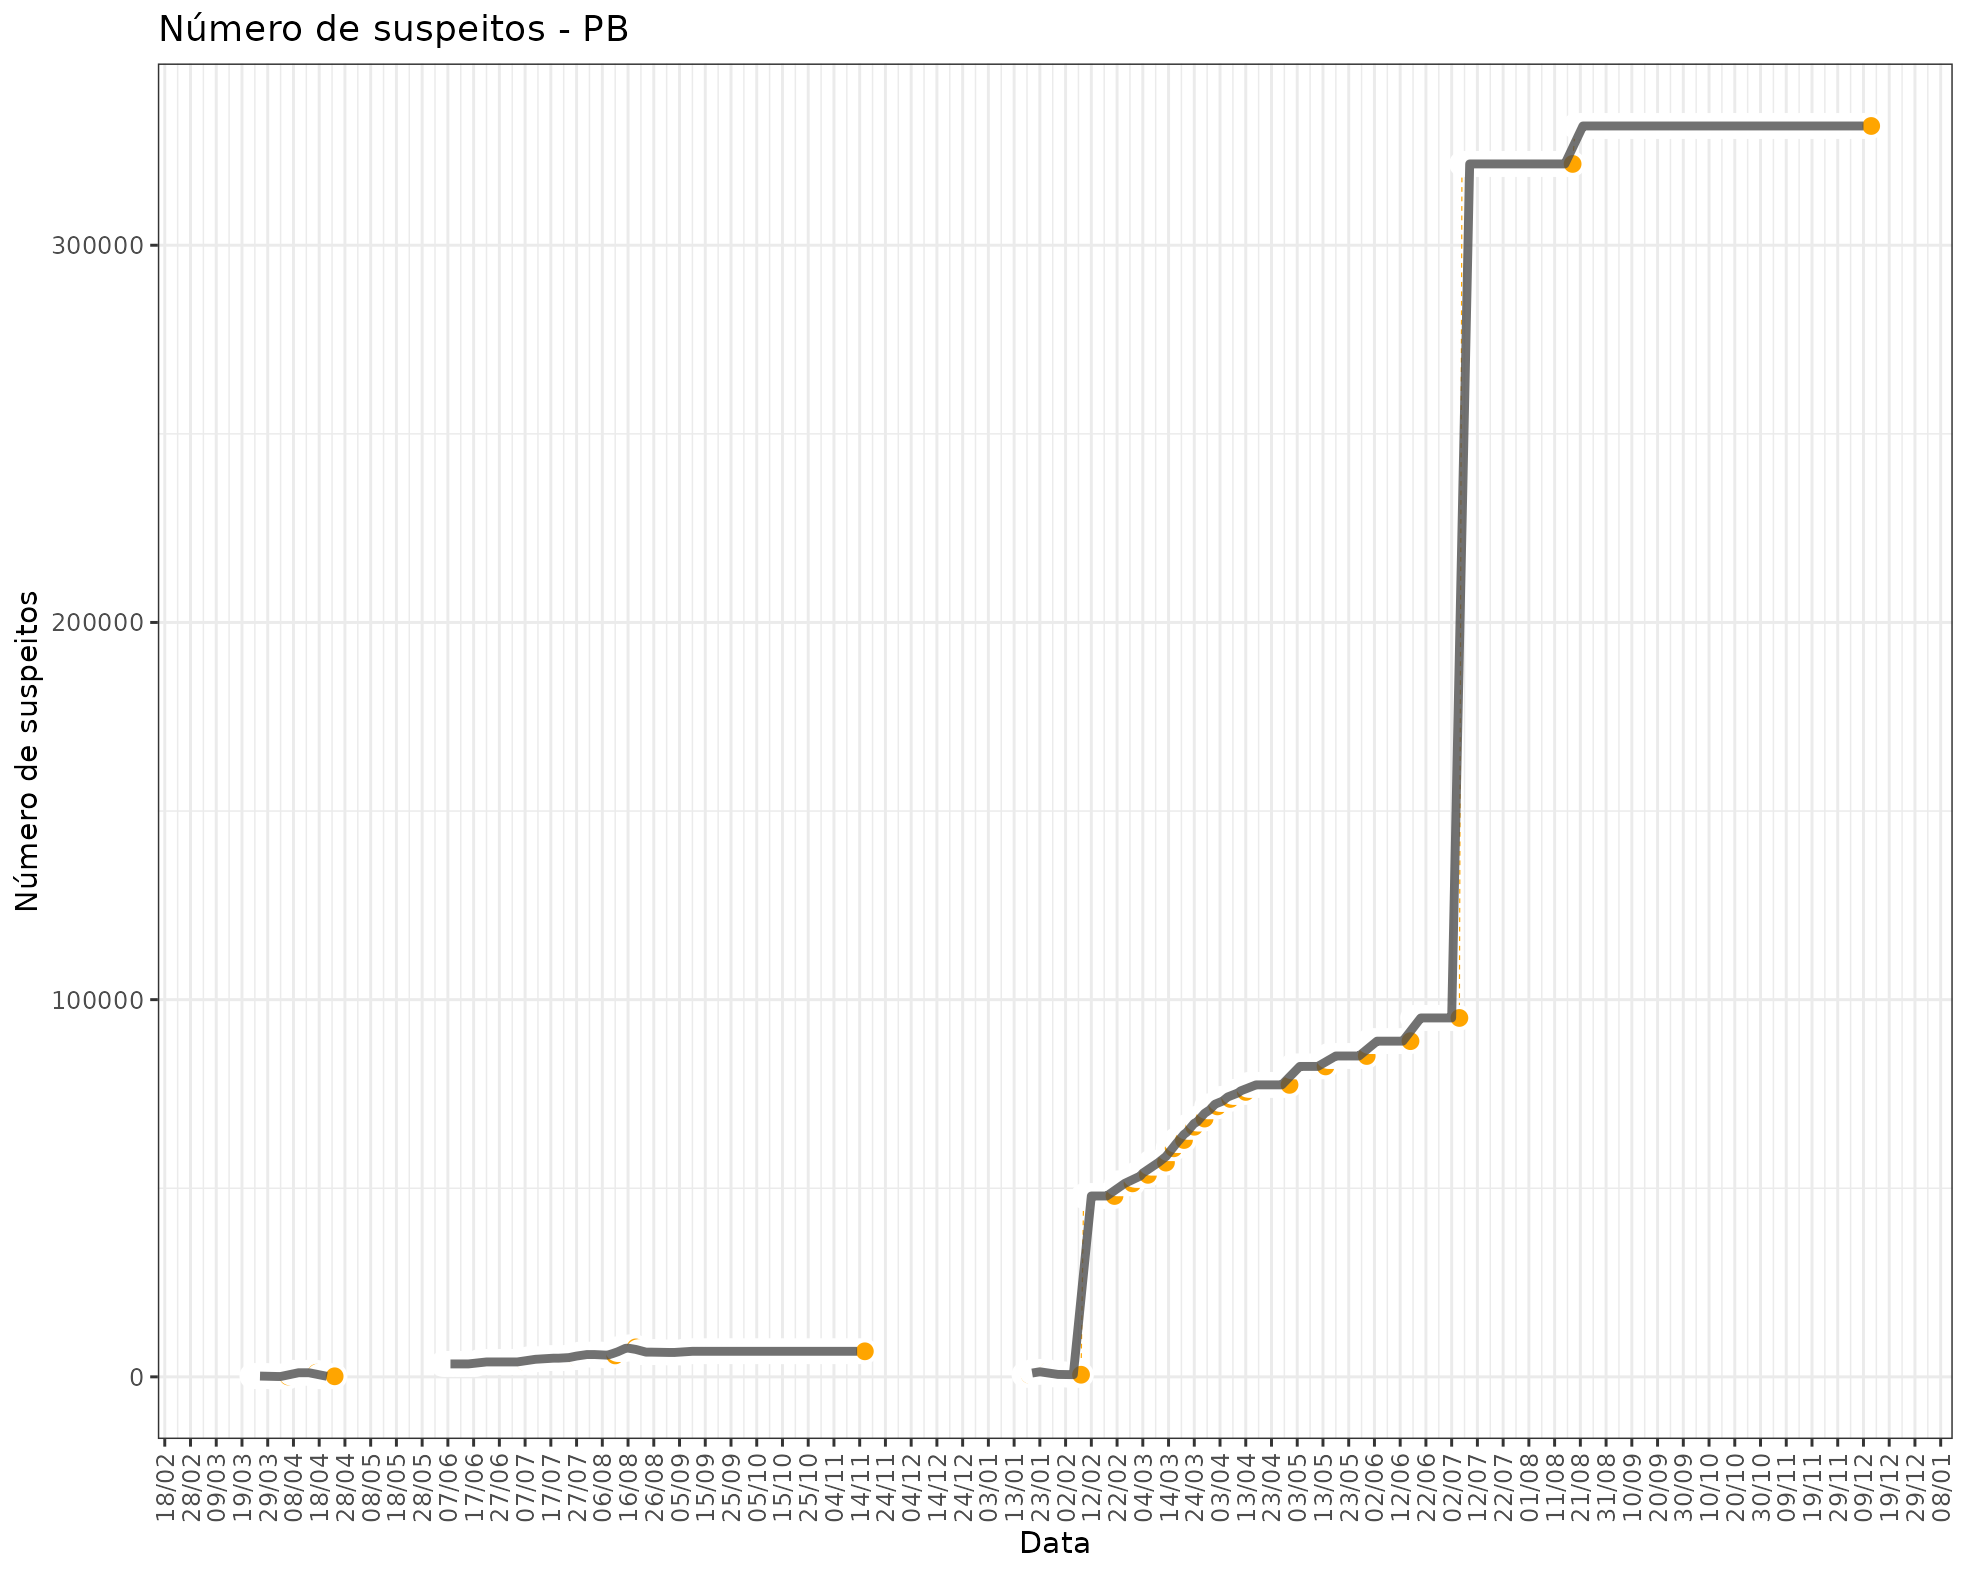 Número de suspeitos - PB
Número de suspeitos
300000
200000
100000
0
18/02 28/02 09/03 19/03 29/03 08/04 18/04 28/04 08/05 18/05 28/05 07/06 17/06 27/06 07/07 17/07 27/07 06/08 16/08 26/08 05/09 15/09 25/09 05/10 15/10 25/10 04/11 14/11 24/11 04/12 14/12 24/12 03/01 13/01 23/01 02/02 12/02 22/02 04/03 14/03 24/03 03/04 13/04 23/04 03/05 13/05 23/05 02/06 12/06 22/06 02/07 12/07 22/07 01/08 11/08 21/08 31/08 10/09 20/09 30/09 10/10 20/10 30/10 09/11 19/11 29/11 09/12 19/12 29/12 08/01
Data